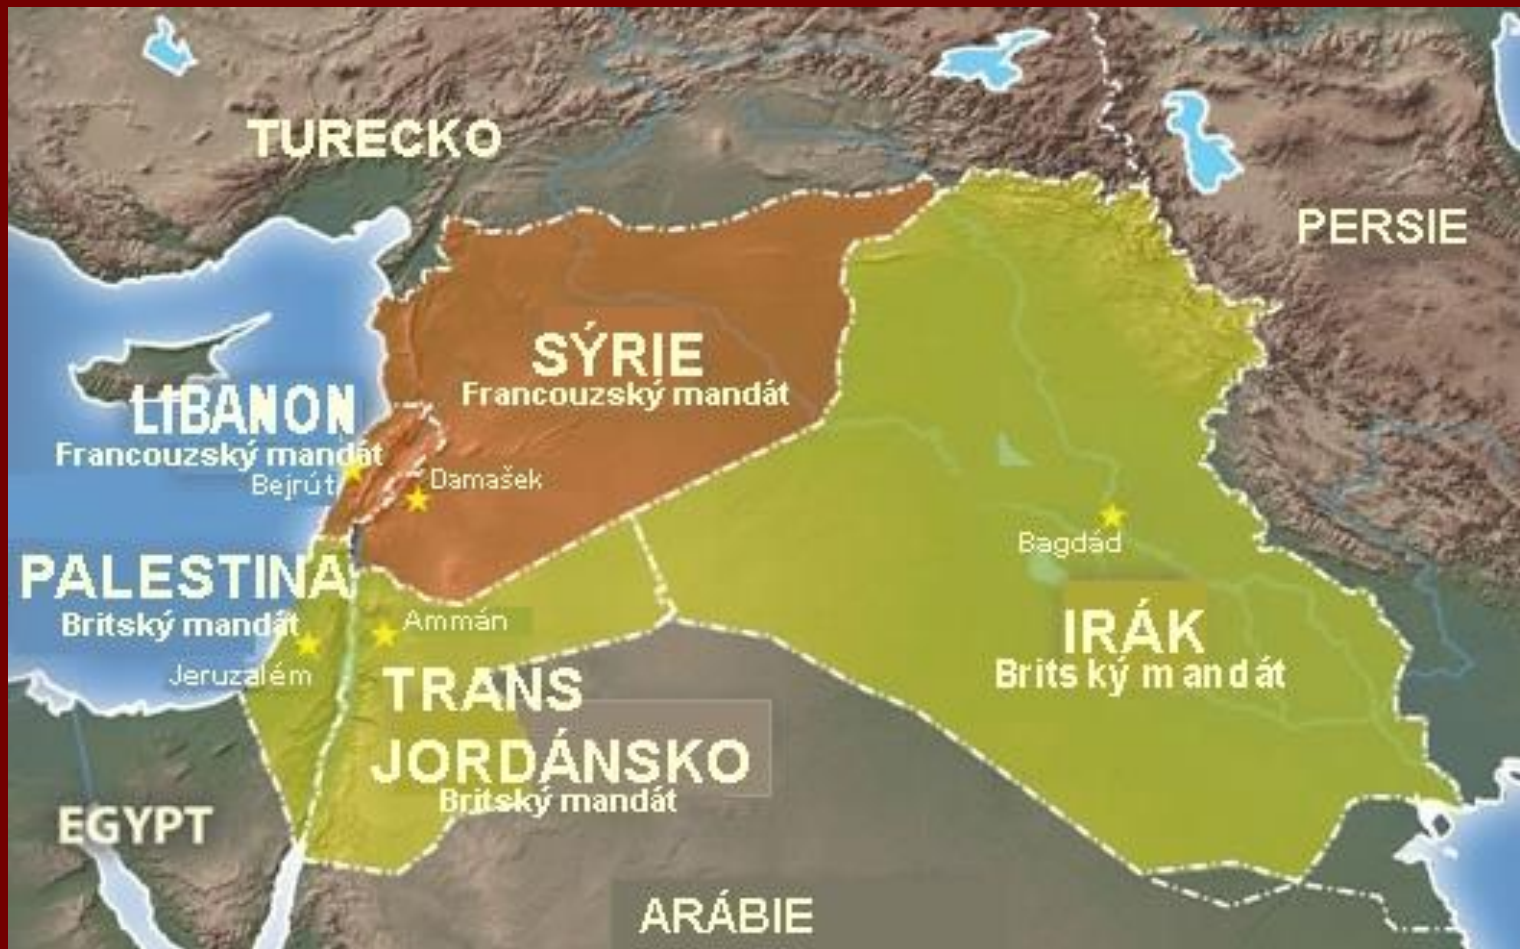 TURECKO
PERSIE
SÝRIE
Francouzský mandát
LIBANON
Francouzský mandát
Bejrút
Damašek
Bagdád
PALESTINA
Britský mandát
Jeruzalém
Ammán
IRÁK
Britský mandát
TRANS
JORDÁNSKO
Britský mandát
EGYPT
ARÁBIE